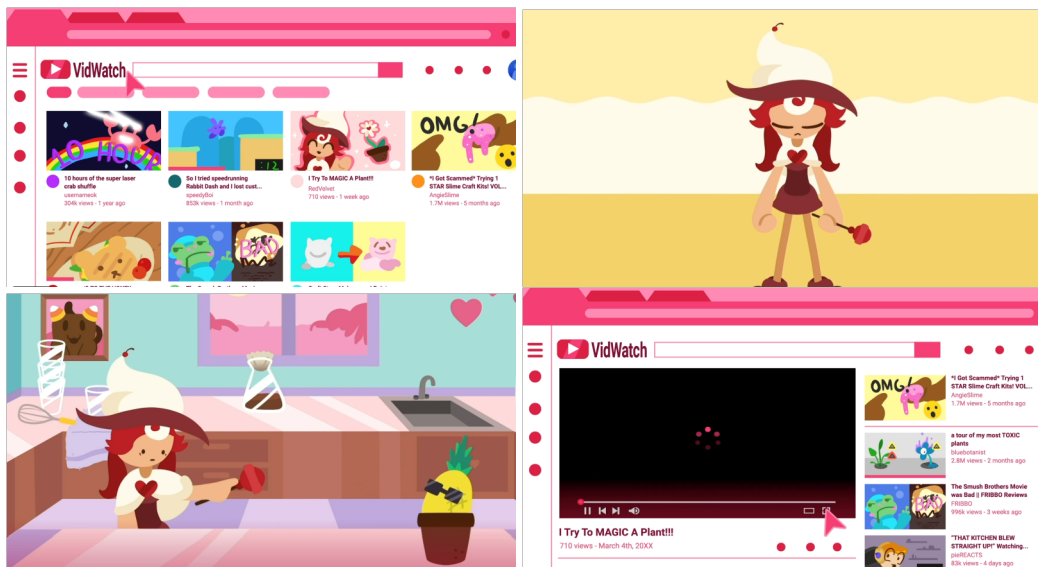 VidWatch
LO HOUR
:12
OMG!
10 hours of the super laser
crab shuffle
usernamesk
304k views - 1 year ago
So I tried speedrunning
Rabbit Dash and I lost cust...
speedyBoi
853k views - 1 month ago
I Try To MAGIC A Plant!!!
RedVelvet
710 views - 1 week ago
*I Got Scammed* Trying 1
STAR Slime Craft Kits! VOL...
AngieSlime
1.7M views - 5 months ago
BAD
VidWatch
OMG!
*I Got Scammed* Trying 1
STAR Slime Craft Kits! VOL...
AngieSlime
1.7M views - 5 months ago
a tour of my most TOXIC
plants
bluebotanist
2.8M views - 2 months ago
BAD
The Smush Brothers Movie
was Bad || FRIBBO Reviews
FRIBBO
996k views - 3 weeks ago
"THAT KITCHEN BLEW
STRAIGHT UP!" Watching...
pieREACTS
83k views - 4 days ago
I Try To MAGIC A Plant!!!
710 views - March 4th, 20XX